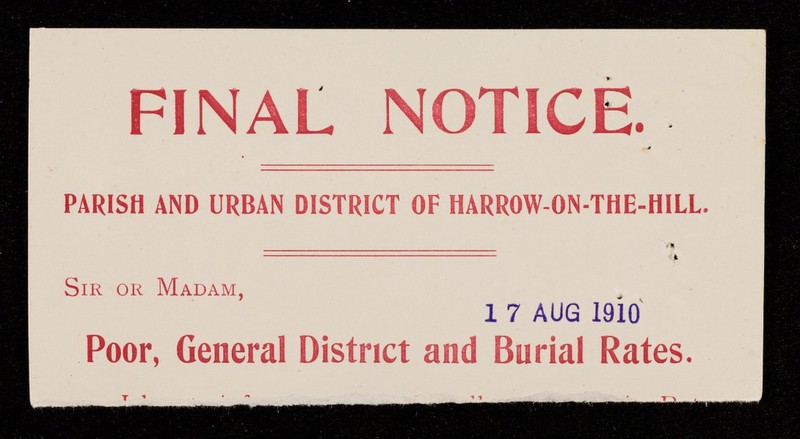 FINAL NOTICE.
PARISH AND URBAN DISTRICT OF HARROW-ON-THE-HILL.
SIR OR MADAM,
17 AUG 1910
Poor, General District and Burial Rates.